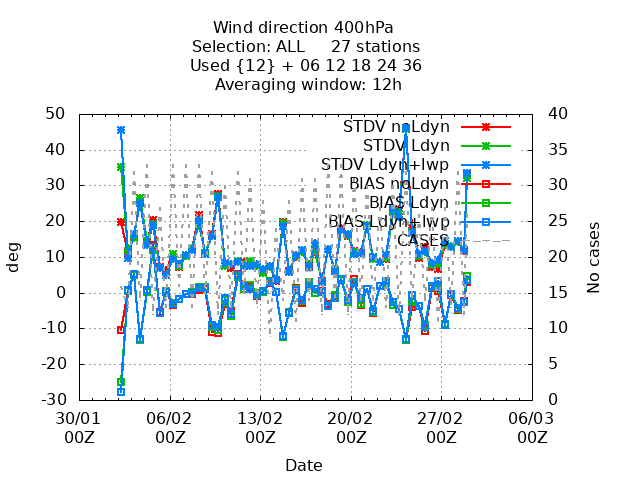 Wind direction 400hPa
Selection: ALL 27 stations
Used {12} + 06 12 18 24 36
Averaging window: 12h
STDV noLdyn
STDV Ldyn
STDV Ldyn+lwp
BIAS noLdyn
BIAS Ldyn
BIAS Ldyn+lwp
CASES
deg
50
40
30
20
10
0
-10
-20
-30
No cases
40
35
30
25
20
15
10
5
0
30/01 06/02 13/02 20/02 27/02 06/03
00Z 00Z 00Z 00Z 00Z 00Z
Date